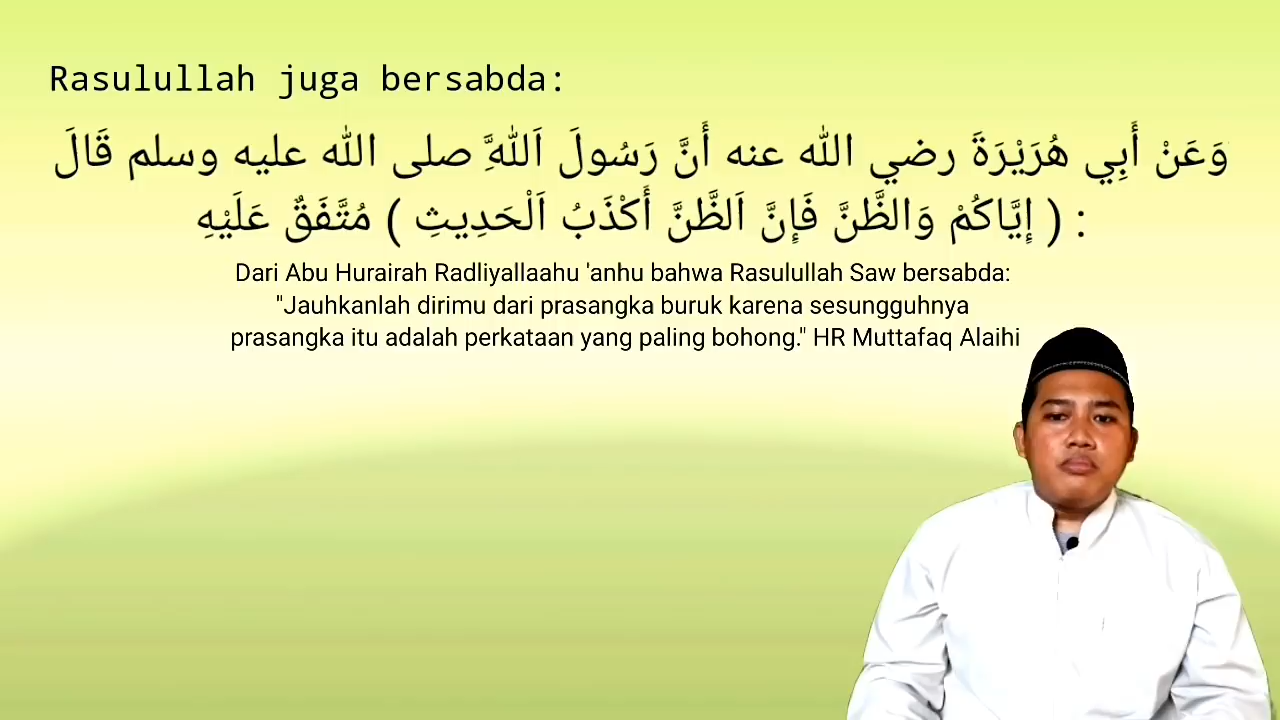 Rasulullah juga bersabda:
وَعَنْ أَبِي هُرَيْرَةَ رضي الله عنه أَنَّ رَسُولَ اَللَّهِ صلى الله عليه وسلم قَالَ
: ( إِيَّاكُمْ وَالظَّنَّ فَإِنَّ اَلظَّنَّ أَكْذَبُ اَلْحَدِيثِ ) مُتَّفَقٌ عَلَيْهِ
Dari Abu Hurairah Radliyallaahu 'anhu bahwa Rasulullah Saw bersabda:
"Jauhkanlah dirimu dari prasangka buruk karena sesungguhnya
prasangka itu adalah perkataan yang paling bohong." HR Muttafaq Alaihi